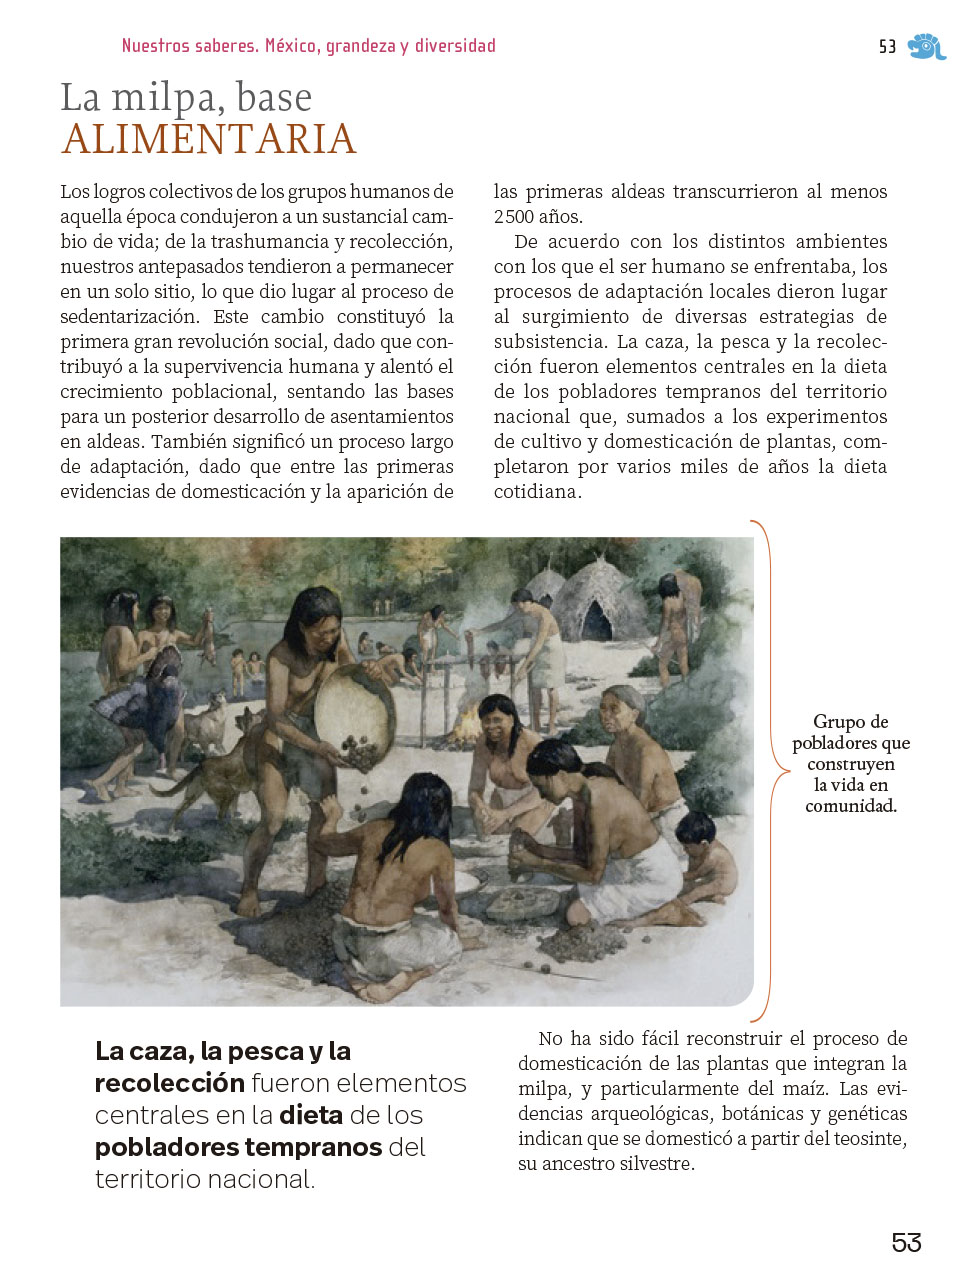 Nuestros saberes. México, grandeza y diversidad
53
La milpa, base
ALIMENTARIA
Los logros colectivos de los grupos humanos de
aquella época condujeron a un sustancial cam-
bio de vida; de la trashumancia y recolección,
nuestros antepasados tendieron a permanecer
en un solo sitio, lo que dio lugar al proceso de
sedentarización. Este cambio constituyó la
primera gran revolución social, dado que con-
tribuyó a la supervivencia humana y alentó el
crecimiento poblacional, sentando las bases
para un posterior desarrollo de asentamientos
en aldeas. También significó un proceso largo
de adaptación, dado que entre las primeras
evidencias de domesticación y la aparición de
las primeras aldeas transcurrieron al menos
2500 años.
De acuerdo con los distintos ambientes
con los que el ser humano se enfrentaba, los
procesos de adaptación locales dieron lugar
al surgimiento de diversas estrategias de
subsistencia. La caza, la pesca y la recolec-
ción fueron elementos centrales en la dieta
de los pobladores tempranos del territorio
nacional que, sumados a los experimentos
de cultivo y domesticación de plantas, com-
pletaron por varios miles de años la dieta
cotidiana.
Grupo de
pobladores que
construyen
la vida en
comunidad.
La caza, la pesca y la
recolección fueron elementos
centrales en la dieta de los
pobladores tempranos del
territorio nacional.
No ha sido fácil reconstruir el proceso de
domesticación de las plantas que integran la
milpa, y particularmente del maíz. Las evi-
dencias arqueológicas, botánicas y genéticas
indican que se domesticó a partir del teosinte,
su ancestro silvestre.
53